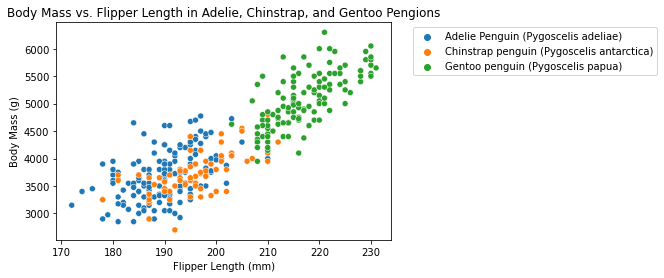 Body Mass vs. Flipper Length in Adelie, Chinstrap, and Gentoo Pengions
Adelie Penguin (Pygoscelis adeliae)
Chinstrap penguin (Pygoscelis antarctica)
Gentoo penguin (Pygoscelis papua)
Body Mass (g)
6000
5500
5000
4500
4000
3500
3000
170 180 190 200 210 220 230
Flipper Length (mm)